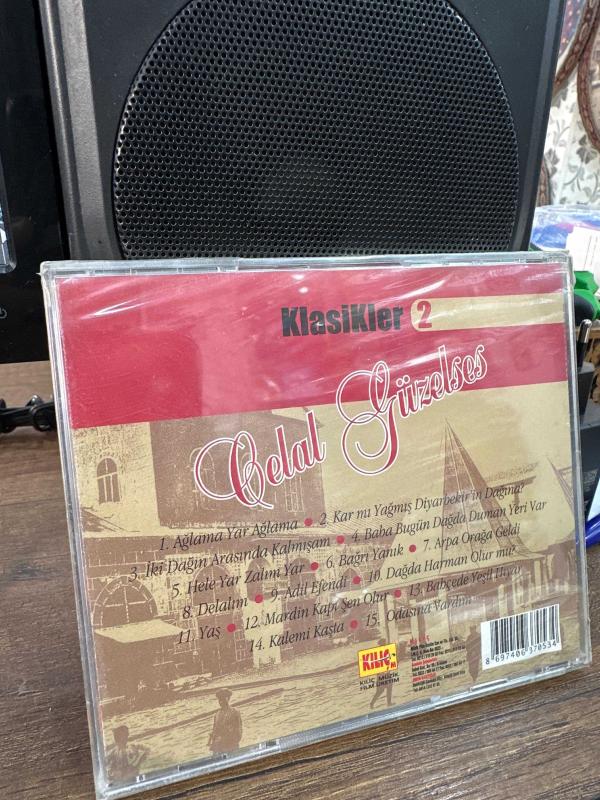 KlasiKler 2
Celal Güzelses
1. Ağlama Yar Ağlama ● 2. Kar mı Yağmış Diyarbekir'in Dağına?
3. İki Dağın Arasında Kalmışam ● 4. Baba Bugün Dağda Duman Yeri Var
5. Hele Yar Zalım Yar ● 6. Bağrı Yanık ● 7. Arpa Orağa Geldi
8. Delalım ● 9. Adil Efendi ● 10. Dağda Harman Olur mu?
11. Yaş ● 12. Mardin Kapı Şen Olur ● 13. Bahçede Yeşil Hıyar
14. Kalemi Kaşta ● 15. Odasına Vardım
KILIÇ
KILIÇ MÜZİK
FİLM ÜRETİM
8 697406 970534